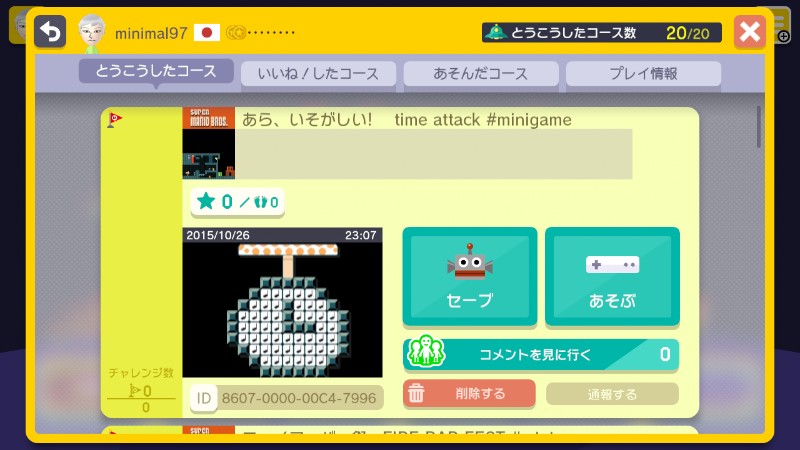 minimal97
とうこうしたコース数 20/20
とうこうしたコース
いいね!したコース
あそんだコース
プレイ情報
SUPER MARIO BROS.
あら、いそがしい! time attack #minigame
0 / 0
2015/10/26 23:07
セーブ
あそぶ
コメントを見に行く 0
チャレンジ数
0
0
ID 8607-0000-00C4-7996
削除する
通報する
SUPER